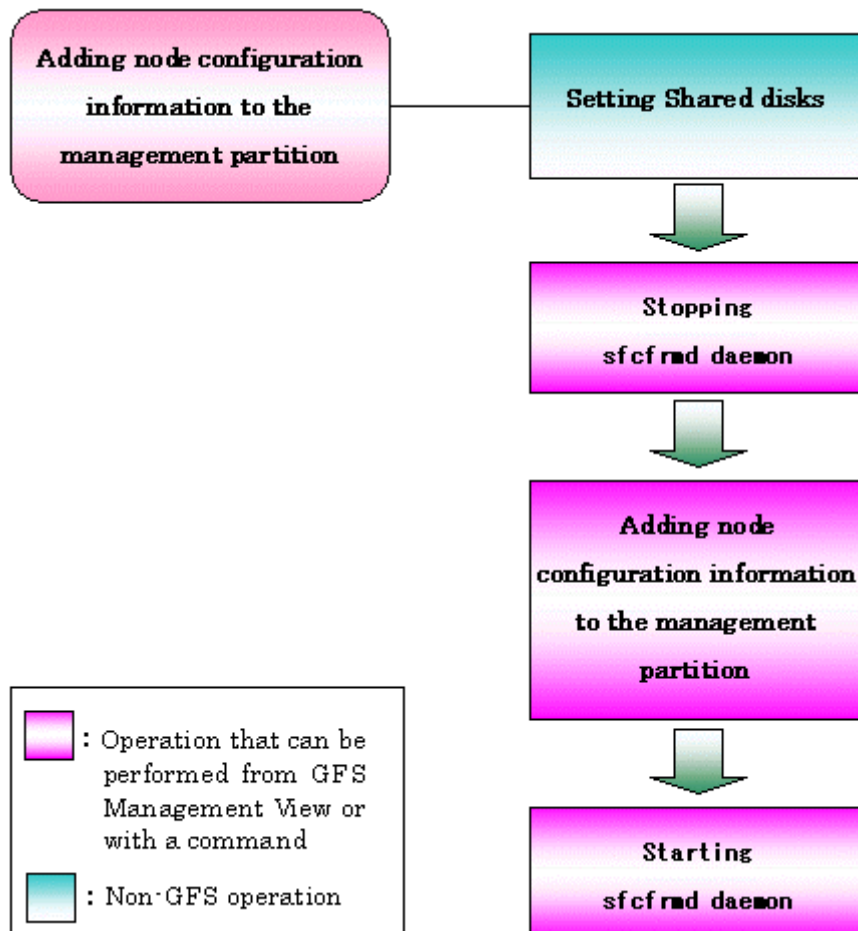 Adding node configuration
information to the
management partition
Setting Shared disks
Stopping
sfcfrmd daemon
Adding node
configuration information
to the management
partition
Starting
sfcfrmd daemon
: Operation that can be
performed from GFS
Management View or
with a command
: Non-GFS operation